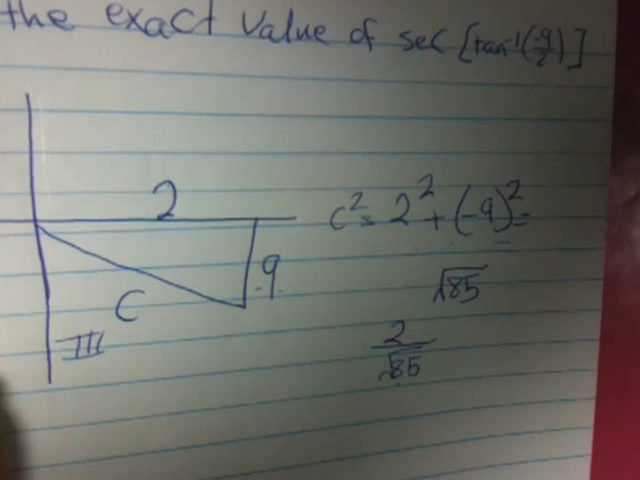 the exact value of sec [tan⁻¹(-9/2)]
2
c² = 2² + (-9)² =
-9
√85
C
2/√85
III